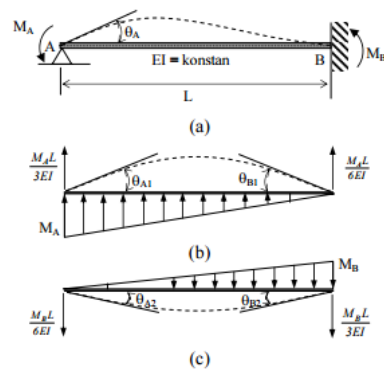 M_A
A
θ_A
EI = konstan
B
M_B
L
(a)
M_A L / 3EI
θ_A1
θ_B1
M_A L / 6EI
M_A
(b)
M_B
M_B L / 6EI
θ_A2
θ_B2
M_B L / 3EI
(c)